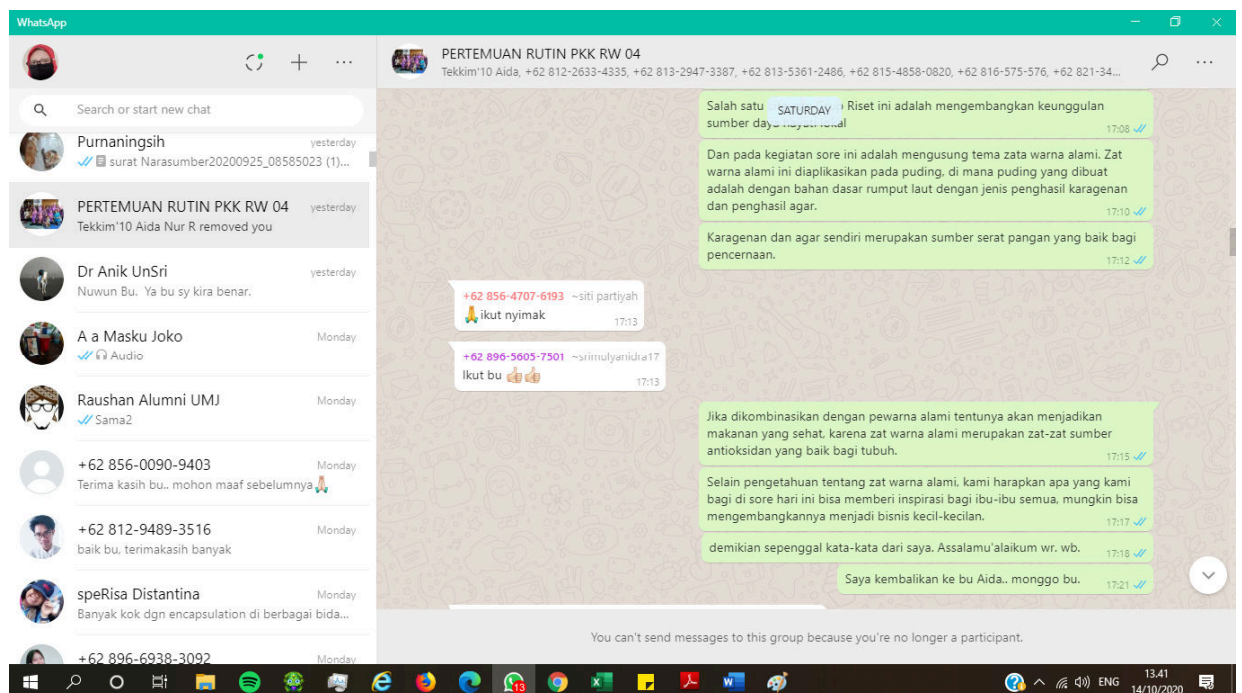 WhatsApp
Search or start new chat
Purnaningsih
yesterday
surat Narasumber20200925_08585023 (1)...
PERTEMUAN RUTIN PKK RW 04
yesterday
Tekkim'10 Aida Nur R removed you
Dr Anik UnSri
yesterday
Nuwun Bu. Ya bu sy kira benar.
A a Masku Joko
Monday
Audio
Raushan Alumni UMJ
Monday
Sama2
+62 856-0090-9403
Monday
Terima kasih bu.. mohon maaf sebelumnya🙏
+62 812-9489-3516
Monday
baik bu, terimakasih banyak
speRisa Distantina
Monday
Banyak kok dgn encapsulation di berbagai bida...
+62 896-6938-3092
Monday
PERTEMUAN RUTIN PKK RW 04
Tekkim'10 Aida, +62 812-2633-4335, +62 813-2947-3387, +62 813-5361-2486, +62 815-4858-0820, +62 816-575-576, +62 821-34...
SATURDAY
Salah satu Riset ini adalah mengembangkan keunggulan
sumber daya hayati lokal
17:08
Dan pada kegiatan sore ini adalah mengusung tema zata warna alami. Zat
warna alami ini diaplikasikan pada puding, di mana puding yang dibuat
adalah dengan bahan dasar rumput laut dengan jenis penghasil karagenan
dan penghasil agar.
17:10
Karagenan dan agar sendiri merupakan sumber serat pangan yang baik bagi
pencernaan.
17:12
+62 856-4707-6193 ~siti partiyah
🙏ikut nyimak
17:13
+62 896-5605-7501 ~srimulyanidra17
Ikut bu 👍👍
17:13
Jika dikombinasikan dengan pewarna alami tentunya akan menjadikan
makanan yang sehat, karena zat warna alami merupakan zat-zat sumber
antioksidan yang baik bagi tubuh.
17:15
Selain pengetahuan tentang zat warna alami, kami harapkan apa yang kami
bagi di sore hari ini bisa memberi inspirasi bagi ibu-ibu semua, mungkin bisa
mengembangkannya menjadi bisnis kecil-kecilan.
17:17
demikian sepenggal kata-kata dari saya. Assalamu'alaikum wr. wb.
17:18
Saya kembalikan ke bu Aida.. monggo bu.
17:21
You can't send messages to this group because you're no longer a participant.
13
ENG
13.41
14/10/2020